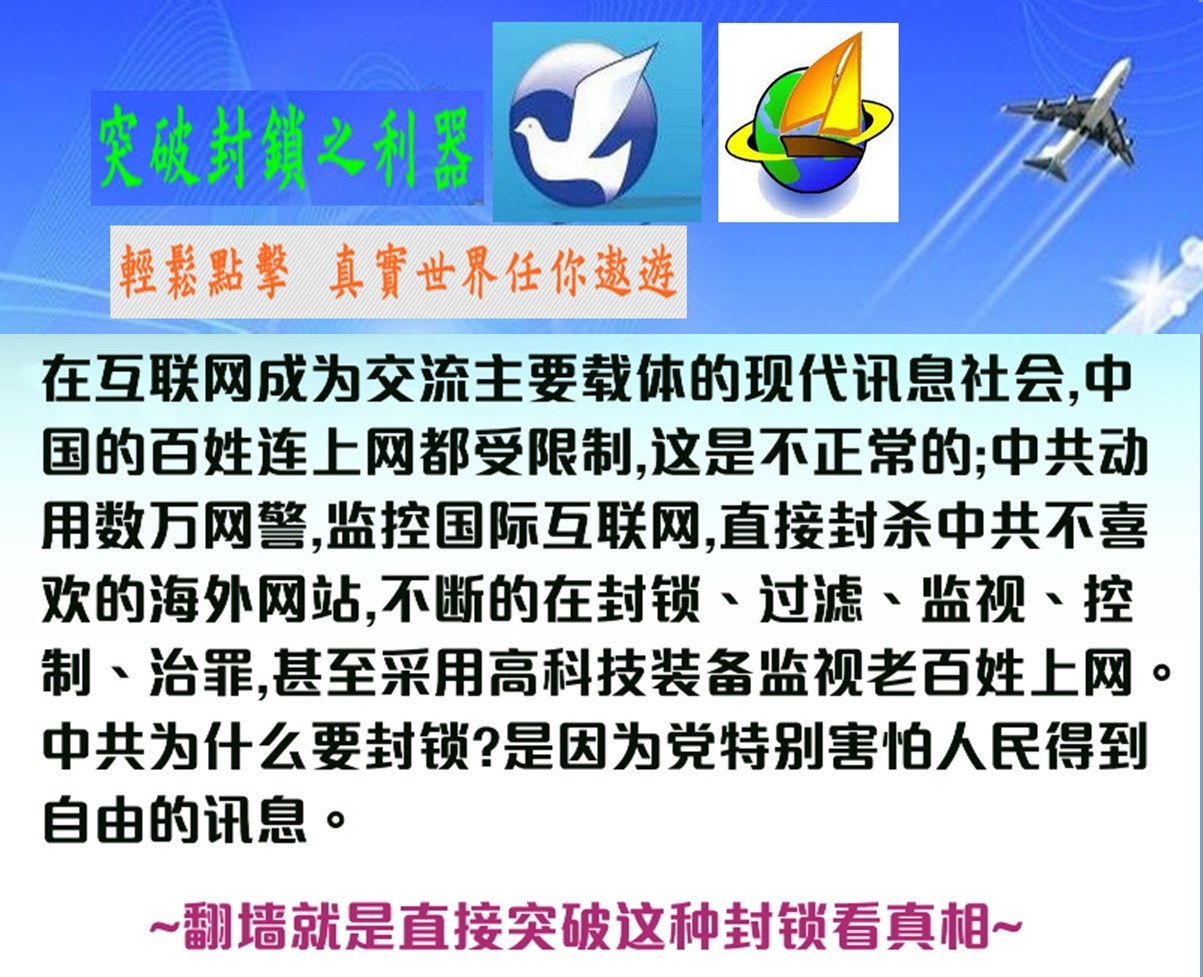 突破封鎖之利器
輕鬆點擊 真實世界任你遨遊
在互联网成为交流主要载体的现代讯息社会,中
国的百姓连上网都受限制,这是不正常的;中共动
用数万网警,监控国际互联网,直接封杀中共不喜
欢的海外网站,不断的在封锁、过滤、监视、控
制、治罪,甚至采用高科技装备监视老百姓上网。
中共为什么要封锁?是因为党特别害怕人民得到
自由的讯息。
~翻墙就是直接突破这种封锁看真相~